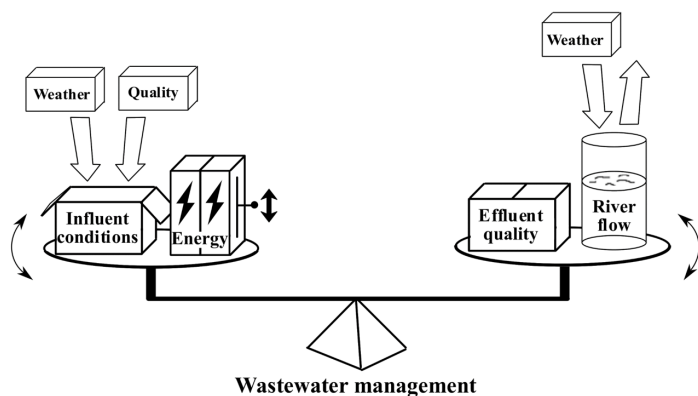 Weather
Weather
Quality
Influent
conditions
Energy
Effluent
quality
River
flow
Wastewater management